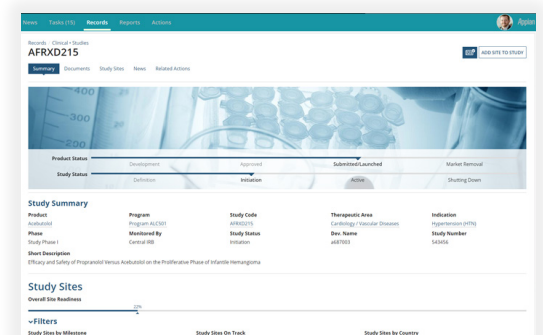 News Tasks (15) Records Reports Actions Appian
Records Clinical • Studies
AFRXD215
ADD SITE TO STUDY
Summary Documents Study Sites News Related Actions
400
300
200
Product Status
Development Approved Submitted/Launched Market Removal
Study Status
Definition Initiation Active Shutting Down
Study Summary
Product Program Study Code Therapeutic Area Indication
Acebutolol Program ALC501 AFRXD215 Cardiology / Vascular Diseases Hypertension (HTN)
Phase Monitored By Study Status Dev. Name Study Number
Study Phase I Central IRB Initiation a687003 543456
Short Description
Efficacy and Safety of Propranolol Versus Acebutolol on the Proliferative Phase of Infantile Hemangioma
Study Sites
Overall Site Readiness
22%
Filters
Study Sites by Milestone Study Sites On Track Study Sites by Country